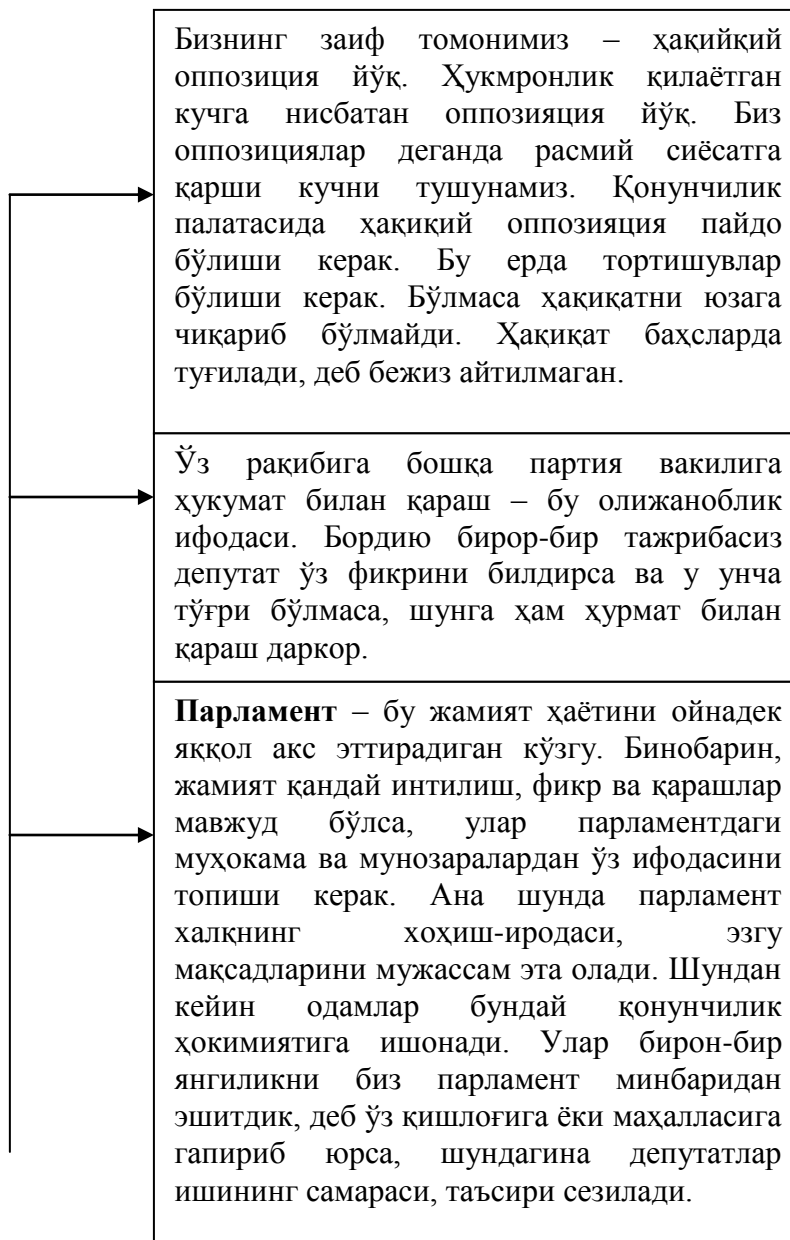 Бизнинг заиф томонимиз – ҳақийқий
оппозиция йўқ. Ҳукмронлик қилаётган
кучга нисбатан оппозияция йўқ. Биз
оппозициялар деганда расмий сиёсатга
қарши кучни тушунамиз. Қонунчилик
палатасида ҳақиқий оппозияция пайдо
бўлиши керак. Бу ерда тортишувлар
бўлиши керак. Бўлмаса ҳақиқатни юзага
чиқариб бўлмайди. Ҳақиқат баҳсларда
туғилади, деб бежиз айтилмаган.
Ўз рақибига бошқа партия вакилига
ҳукумат билан қараш – бу олижаноблик
ифодаси. Бордию бирор-бир тажрибасиз
депутат ўз фикрини билдирса ва у унча
тўғри бўлмаса, шунга ҳам ҳурмат билан
қараш даркор.
Парламент – бу жамият ҳаётини ойнадек
яққол акс эттирадиган кўзгу. Бинобарин,
жамият қандай интилиш, фикр ва қарашлар
мавжуд бўлса, улар парламентдаги
муҳокама ва мунозаралардан ўз ифодасини
топиши керак. Ана шунда парламент
халқнинг хоҳиш-иродаси, эзгу
мақсадларини мужассам эта олади. Шундан
кейин одамлар бундай қонунчилик
ҳокимиятига ишонади. Улар бирон-бир
янгиликни биз парламент минбаридан
эшитдик, деб ўз қишлоғига ёки маҳалласига
гапириб юрса, шундагина депутатлар
ишининг самараси, таъсири сезилади.